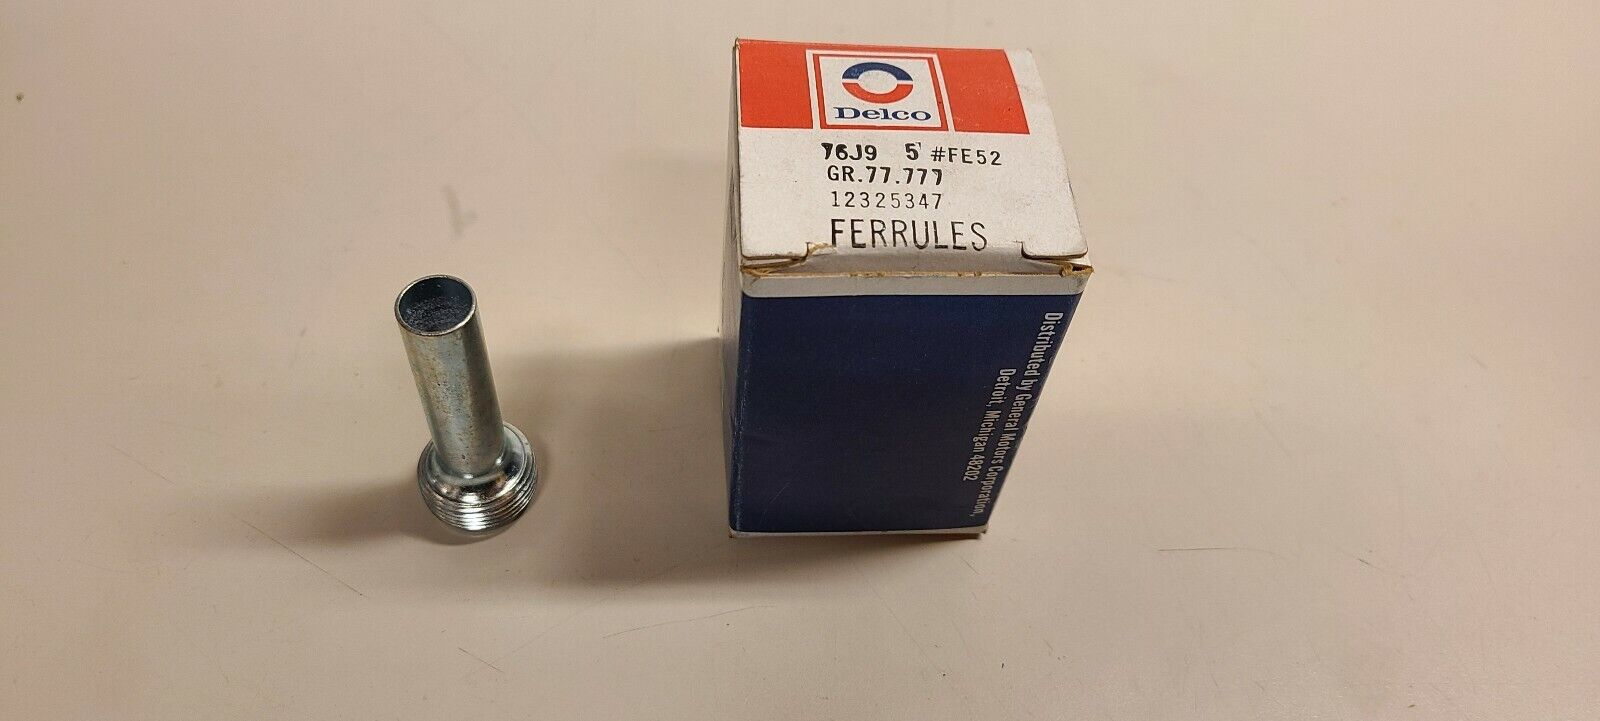 Delco
76J9 5 #FE52
GR.77.777
12325347
FERRULES
Distributed by General Motors Corporation,
Detroit, Michigan 48202